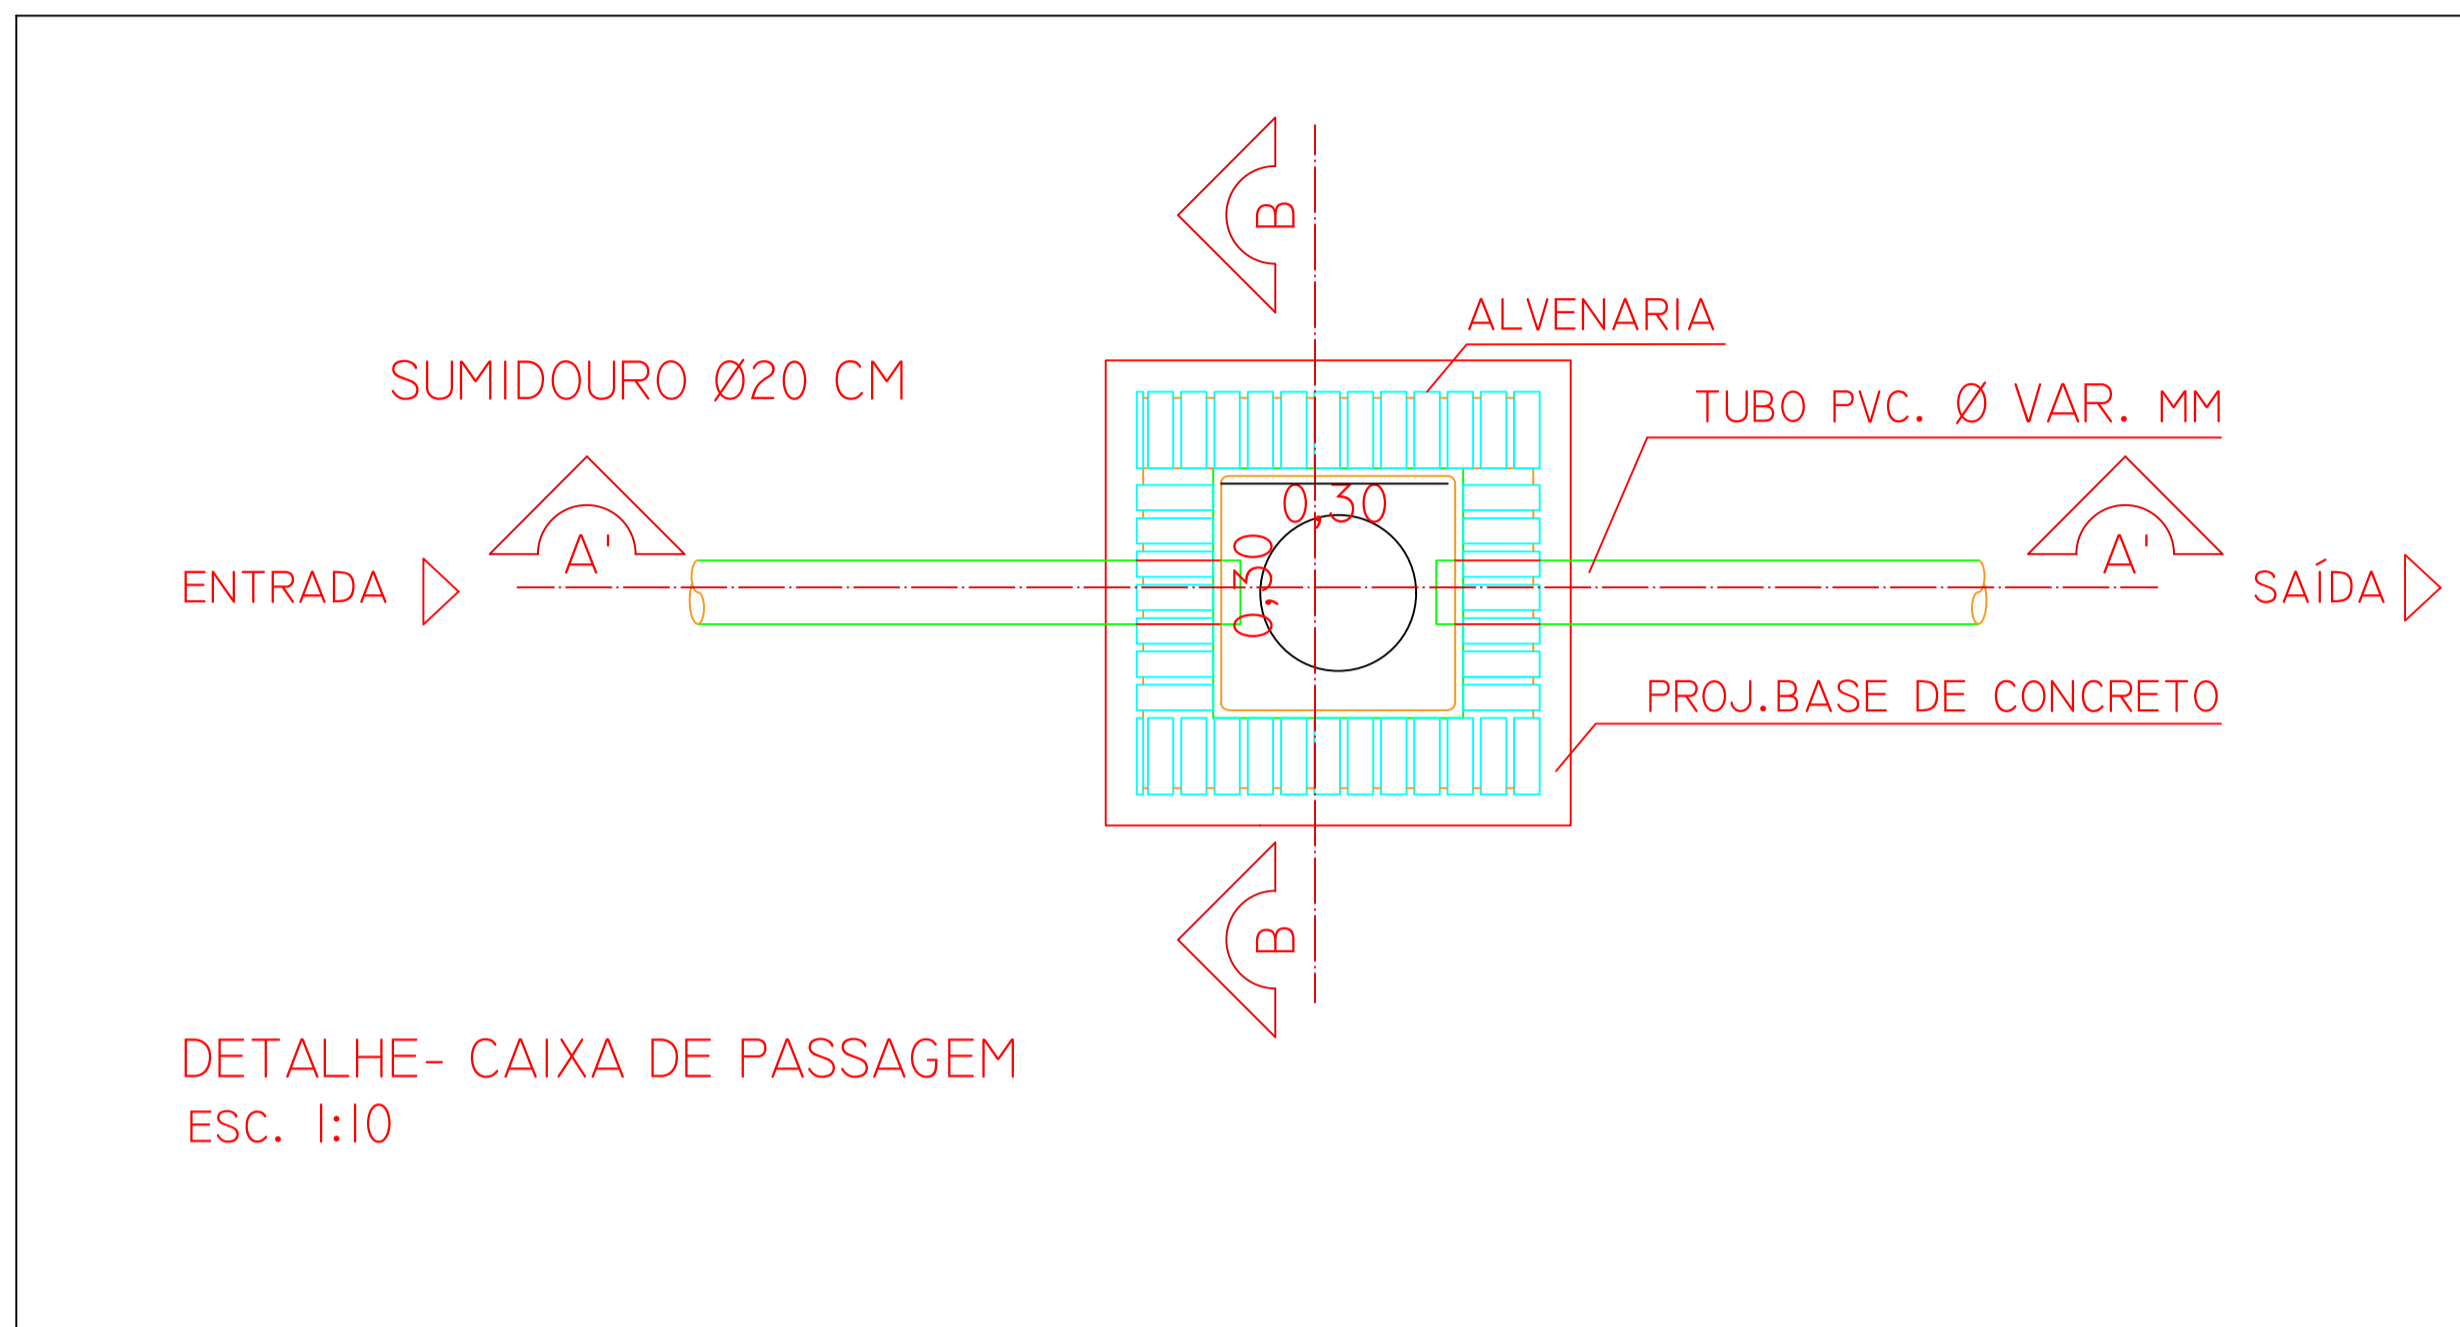 B
ALVENARIA
SUMIDOURO Ø20 CM
TUBO PVC. Ø VAR. MM
0,30
0,30
A'
A'
ENTRADA
SAÍDA
PROJ.BASE DE CONCRETO
B
DETALHE- CAIXA DE PASSAGEM
ESC. 1:10